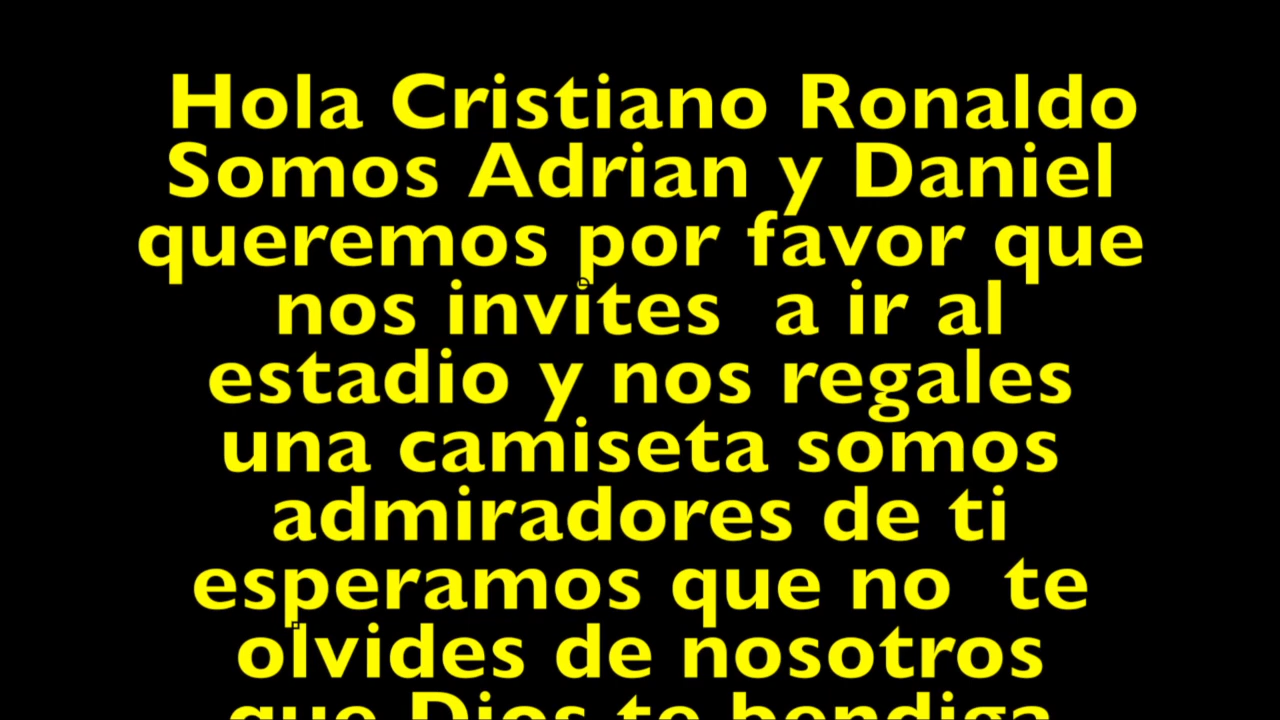 Hola Cristiano Ronaldo
Somos Adrian y Daniel
queremos por favor que
nos invites a ir al
estadio y nos regales
una camiseta somos
admiradores de ti
esperamos que no te
olvides de nosotros
que Dios te bendiga